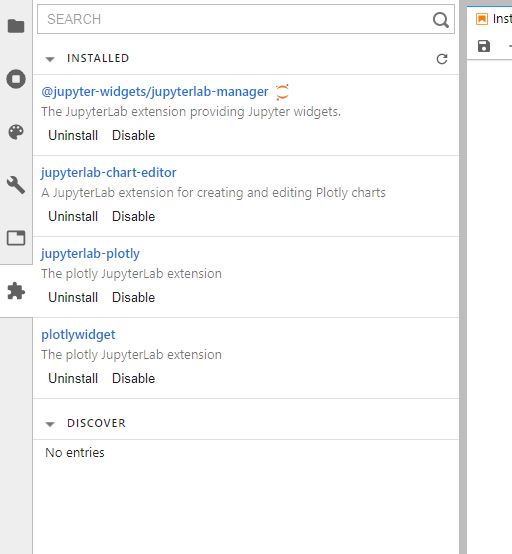 SEARCH
INSTALLED
@jupyter-widgets/jupyterlab-manager
The JupyterLab extension providing Jupyter widgets.
Uninstall Disable
jupyterlab-chart-editor
A JupyterLab extension for creating and editing Plotly charts
Uninstall Disable
jupyterlab-plotly
The plotly JupyterLab extension
Uninstall Disable
plotlywidget
The plotly JupyterLab extension
Uninstall Disable
DISCOVER
No entries
Inst